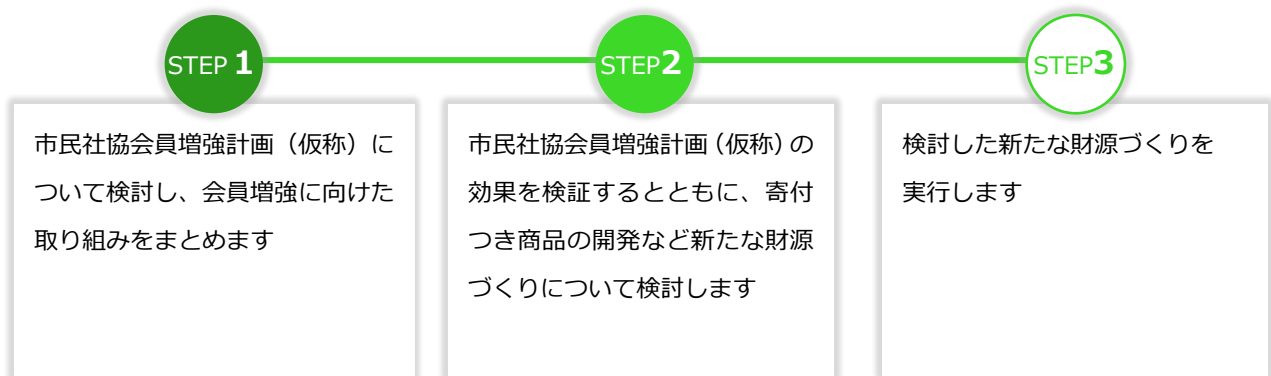 STEP 1
市民社協会員増強計画（仮称）に
ついて検討し、会員増強に向けた
取り組みをまとめます
STEP2
市民社協会員増強計画（仮称）の
効果を検証するとともに、寄付
つき商品の開発など新たな財源
づくりについて検討します
STEP3
検討した新たな財源づくりを
実行します